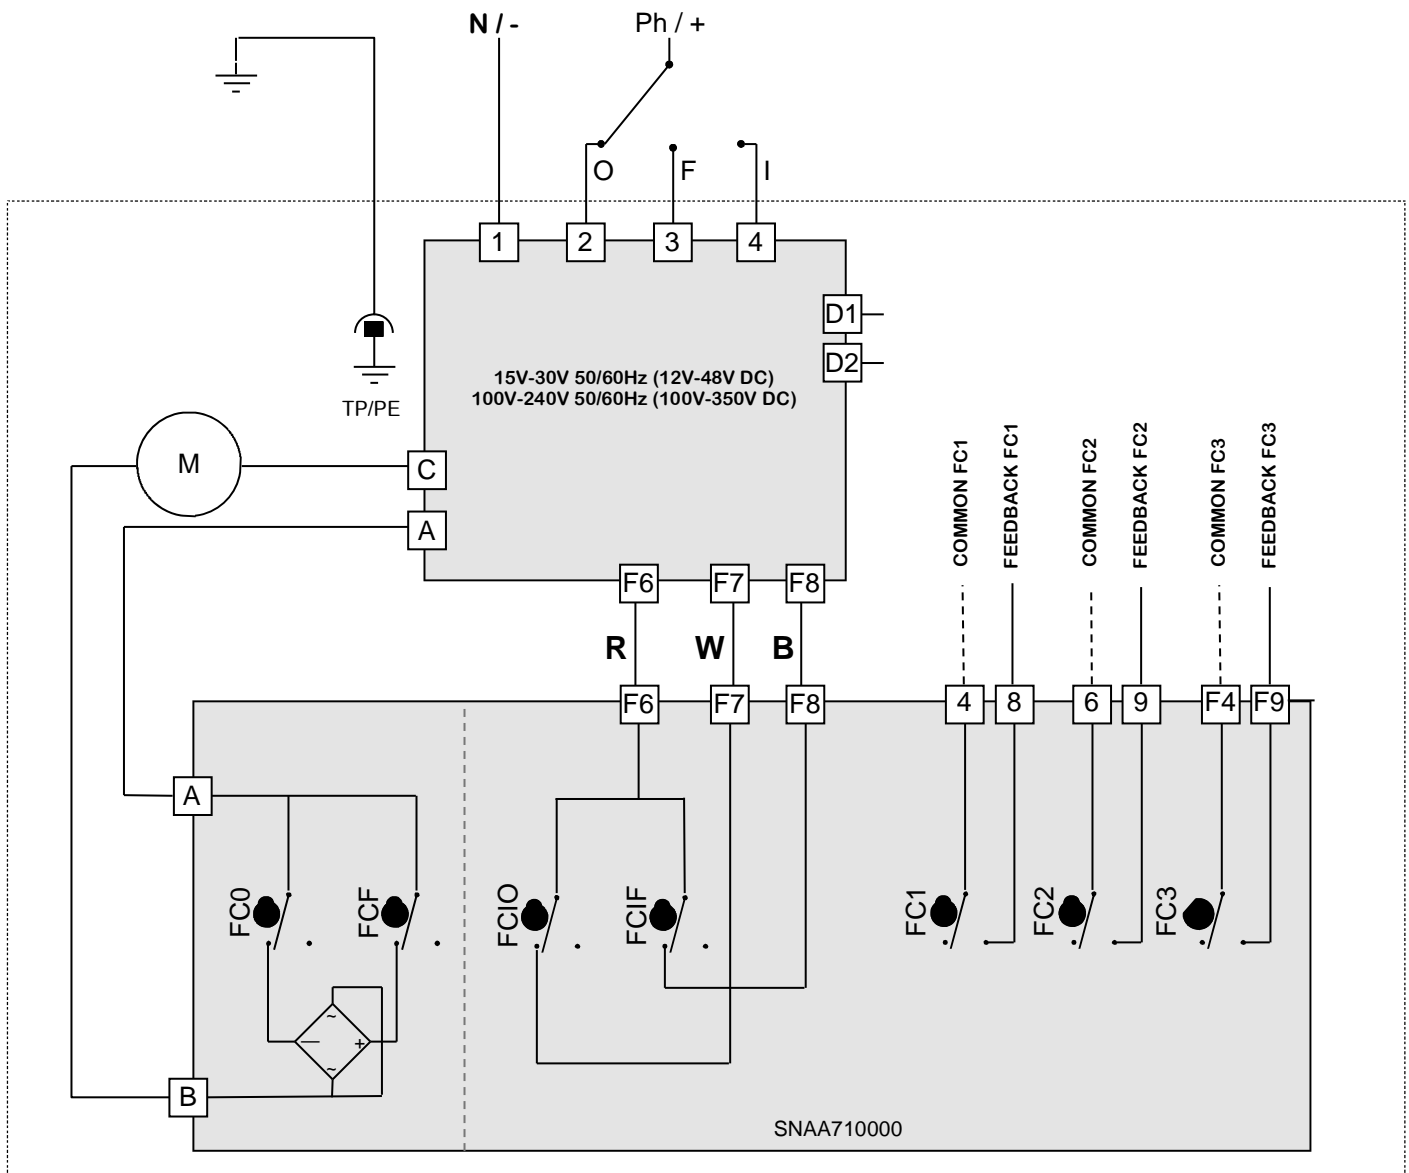 N / -
Ph / +
O
F
I
1
2
3
4
D1
D2
15V-30V 50/60Hz (12V-48V DC)
100V-240V 50/60Hz (100V-350V DC)
TP/PE
M
C
A
F6
F7
F8
R
W
B
COMMON FC1
FEEDBACK FC1
COMMON FC2
FEEDBACK FC2
COMMON FC3
FEEDBACK FC3
F6
F7
F8
4
8
6
9
F4
F9
A
FC0
FCF
FCIO
FCIF
FC1
FC2
FC3
~
—
+
~
B
SNAA710000